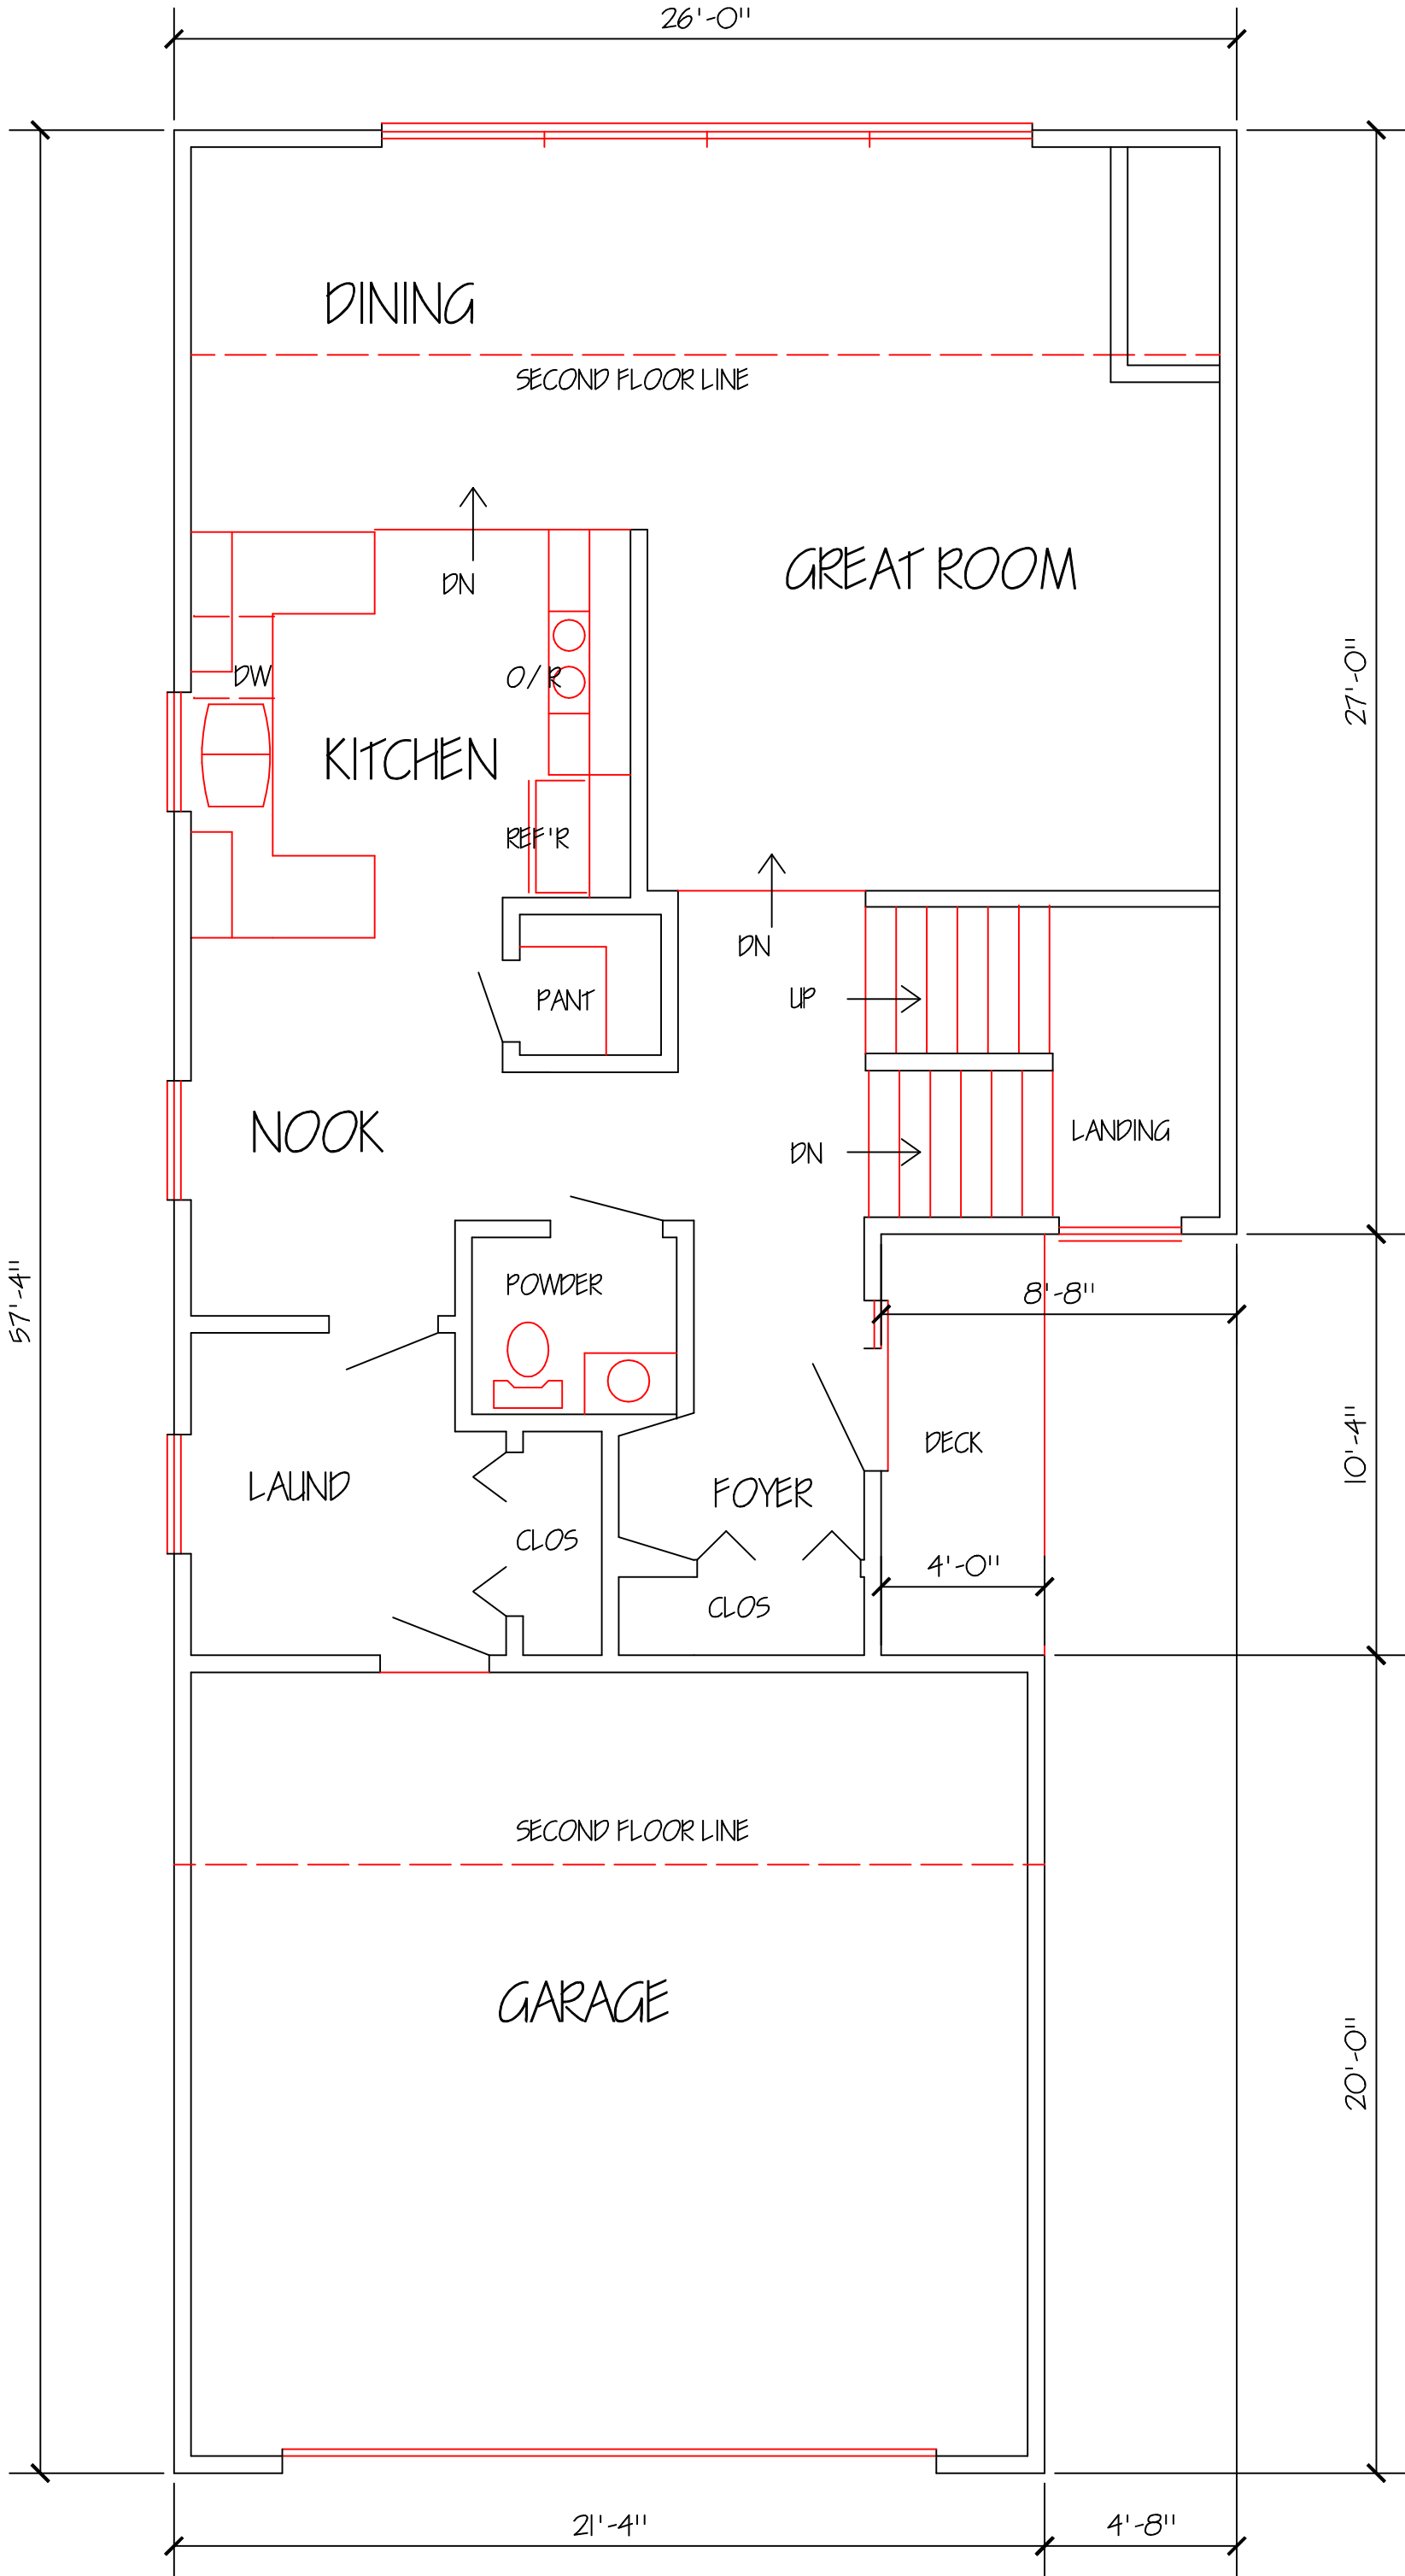 26'-0"
DINING
SECOND FLOOR LINE
DN
GREAT ROOM
27'-0"
DW
O/R
KITCHEN
REF'R
DN
UP
PANT
NOOK
DN
LANDING
57'-4"
POWDER
8'-8"
DECK
10'-4"
LAUND
FOYER
CLOS
4'-0"
CLOS
SECOND FLOOR LINE
GARAGE
20'-0"
21'-4"
4'-8"